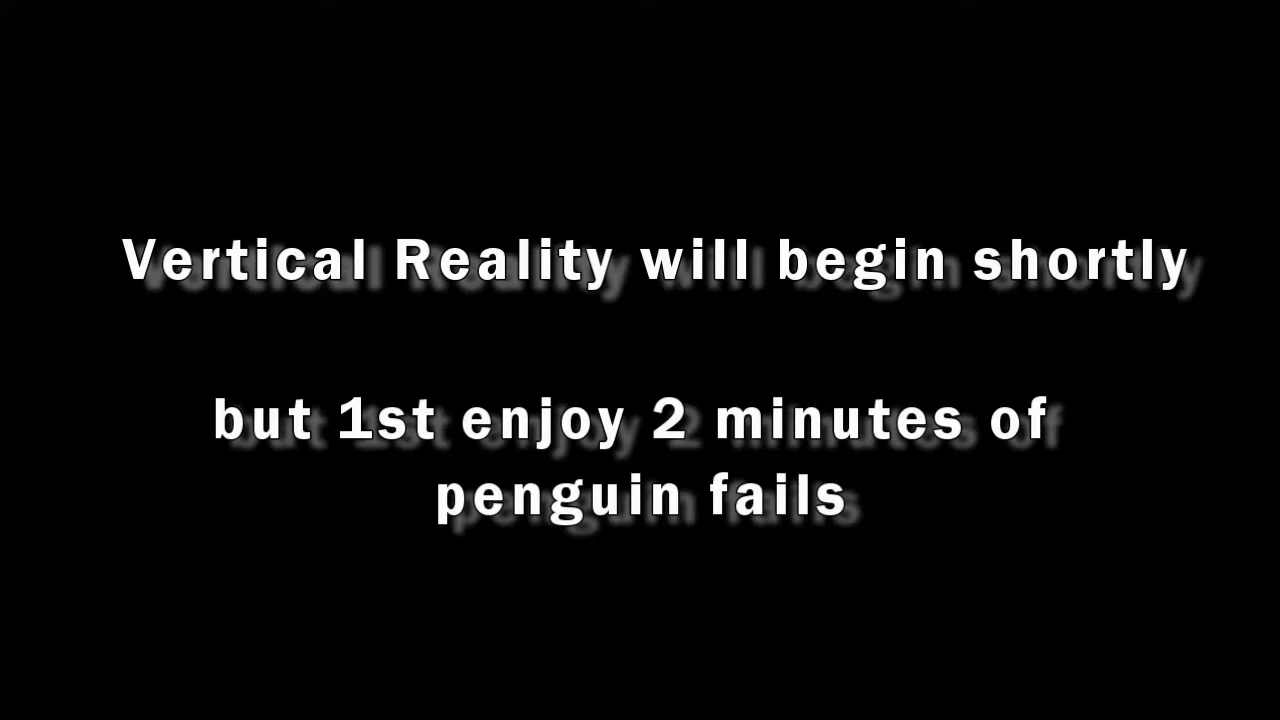 Vertical Reality will begin shortly
but 1st enjoy 2 minutes of
penguin fails